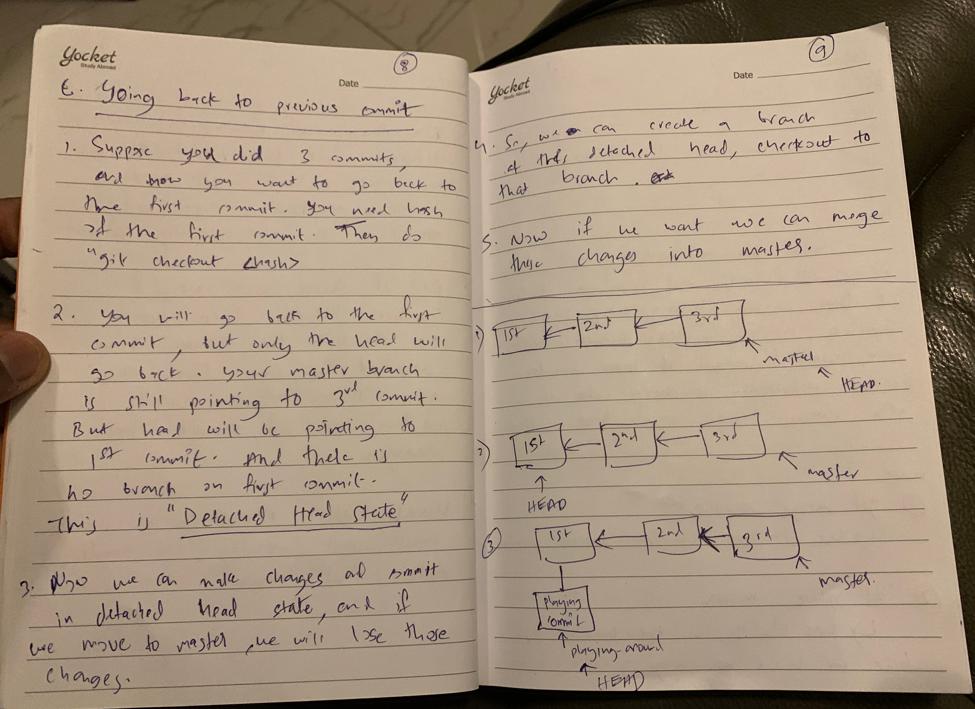 yocket
Study Abroad
8
Date
E. Going back to previous commit
1. Suppose you did 3 commits,
and now you want to go back to
the first commit. You need hash
of the first commit. Then do
"git checkout <hash>
2. You will go back to the first
commit, but only the head will
go back. Your master branch
is still pointing to 3rd commit.
But head will be pointing to
1st commit. And there is
no branch on first commit.
This is "Detached Head State"
3. Now we can make changes ad commit
in detached head state, and if
we move to master, we will lose those
changes.
yocket
Study Abroad
9
Date
4. So, we can create a branch
at this detached head, checkout to
that branch.
5. Now if we want we can merge
these changes into master.
1) 1st 2nd 3rd
master
HEAD.
2) 1st 2nd 3rd
master
HEAD
3 1st 2nd 3rd
master.
playing
commit
playing-around
HEAD